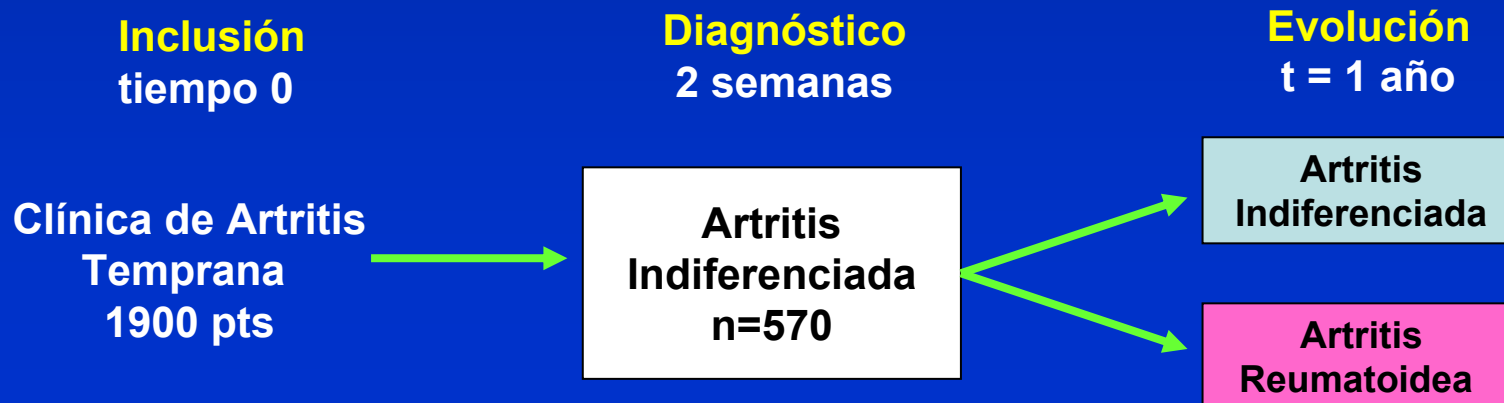 Inclusión
tiempo 0
Diagnóstico
2 semanas
Evolución
t = 1 año
Clínica de Artritis
Temprana
1900 pts
Artritis
Indiferenciada
n=570
Artritis
Indiferenciada
Artritis
Reumatoidea